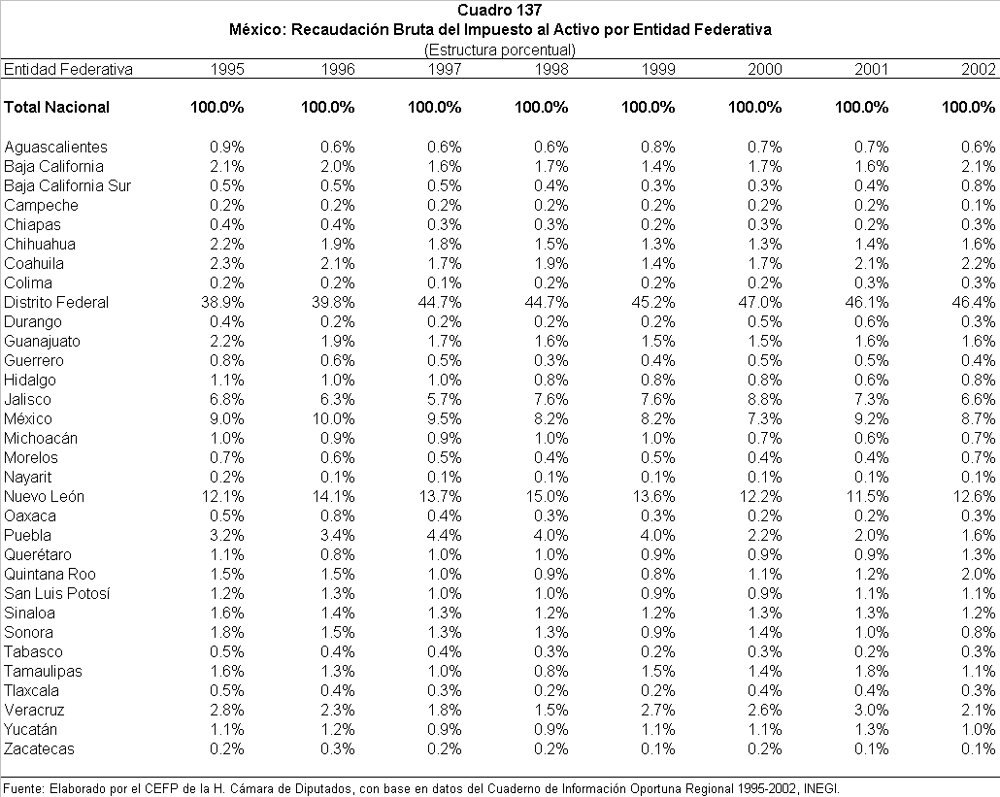 Cuadro 137
México: Recaudación Bruta del Impuesto al Activo por Entidad Federativa
(Estructura porcentual)
Entidad Federativa 1995 1996 1997 1998 1999 2000 2001 2002
Total Nacional 100.0% 100.0% 100.0% 100.0% 100.0% 100.0% 100.0% 100.0%
Aguascalientes 0.9% 0.6% 0.6% 0.6% 0.8% 0.7% 0.7% 0.6%
Baja California 2.1% 2.0% 1.6% 1.7% 1.4% 1.7% 1.6% 2.1%
Baja California Sur 0.5% 0.5% 0.5% 0.4% 0.3% 0.3% 0.4% 0.8%
Campeche 0.2% 0.2% 0.2% 0.2% 0.2% 0.2% 0.2% 0.1%
Chiapas 0.4% 0.4% 0.3% 0.3% 0.2% 0.3% 0.2% 0.3%
Chihuahua 2.2% 1.9% 1.8% 1.5% 1.3% 1.3% 1.4% 1.6%
Coahuila 2.3% 2.1% 1.7% 1.9% 1.4% 1.7% 2.1% 2.2%
Colima 0.2% 0.2% 0.1% 0.2% 0.2% 0.2% 0.3% 0.3%
Distrito Federal 38.9% 39.8% 44.7% 44.7% 45.2% 47.0% 46.1% 46.4%
Durango 0.4% 0.2% 0.2% 0.2% 0.2% 0.5% 0.6% 0.3%
Guanajuato 2.2% 1.9% 1.7% 1.6% 1.5% 1.5% 1.6% 1.6%
Guerrero 0.8% 0.6% 0.5% 0.3% 0.4% 0.5% 0.5% 0.4%
Hidalgo 1.1% 1.0% 1.0% 0.8% 0.8% 0.8% 0.6% 0.8%
Jalisco 6.8% 6.3% 5.7% 7.6% 7.6% 8.8% 7.3% 6.6%
México 9.0% 10.0% 9.5% 8.2% 8.2% 7.3% 9.2% 8.7%
Michoacán 1.0% 0.9% 0.9% 1.0% 1.0% 0.7% 0.6% 0.7%
Morelos 0.7% 0.6% 0.5% 0.4% 0.5% 0.4% 0.4% 0.7%
Nayarit 0.2% 0.1% 0.1% 0.1% 0.1% 0.1% 0.1% 0.1%
Nuevo León 12.1% 14.1% 13.7% 15.0% 13.6% 12.2% 11.5% 12.6%
Oaxaca 0.5% 0.8% 0.4% 0.3% 0.3% 0.2% 0.2% 0.3%
Puebla 3.2% 3.4% 4.4% 4.0% 4.0% 2.2% 2.0% 1.6%
Querétaro 1.1% 0.8% 1.0% 1.0% 0.9% 0.9% 0.9% 1.3%
Quintana Roo 1.5% 1.5% 1.0% 0.9% 0.8% 1.1% 1.2% 2.0%
San Luis Potosí 1.2% 1.3% 1.0% 1.0% 0.9% 0.9% 1.1% 1.1%
Sinaloa 1.6% 1.4% 1.3% 1.2% 1.2% 1.3% 1.3% 1.2%
Sonora 1.8% 1.5% 1.3% 1.3% 0.9% 1.4% 1.0% 0.8%
Tabasco 0.5% 0.4% 0.4% 0.3% 0.2% 0.3% 0.2% 0.3%
Tamaulipas 1.6% 1.3% 1.0% 0.8% 1.5% 1.4% 1.8% 1.1%
Tlaxcala 0.5% 0.4% 0.3% 0.2% 0.2% 0.4% 0.4% 0.3%
Veracruz 2.8% 2.3% 1.8% 1.5% 2.7% 2.6% 3.0% 2.1%
Yucatán 1.1% 1.2% 0.9% 0.9% 1.1% 1.1% 1.3% 1.0%
Zacatecas 0.2% 0.3% 0.2% 0.2% 0.1% 0.2% 0.1% 0.1%
Fuente: Elaborado por el CEFP de la H. Cámara de Diputados, con base en datos del Cuaderno de Información Oportuna Regional 1995-2002, INEGI.